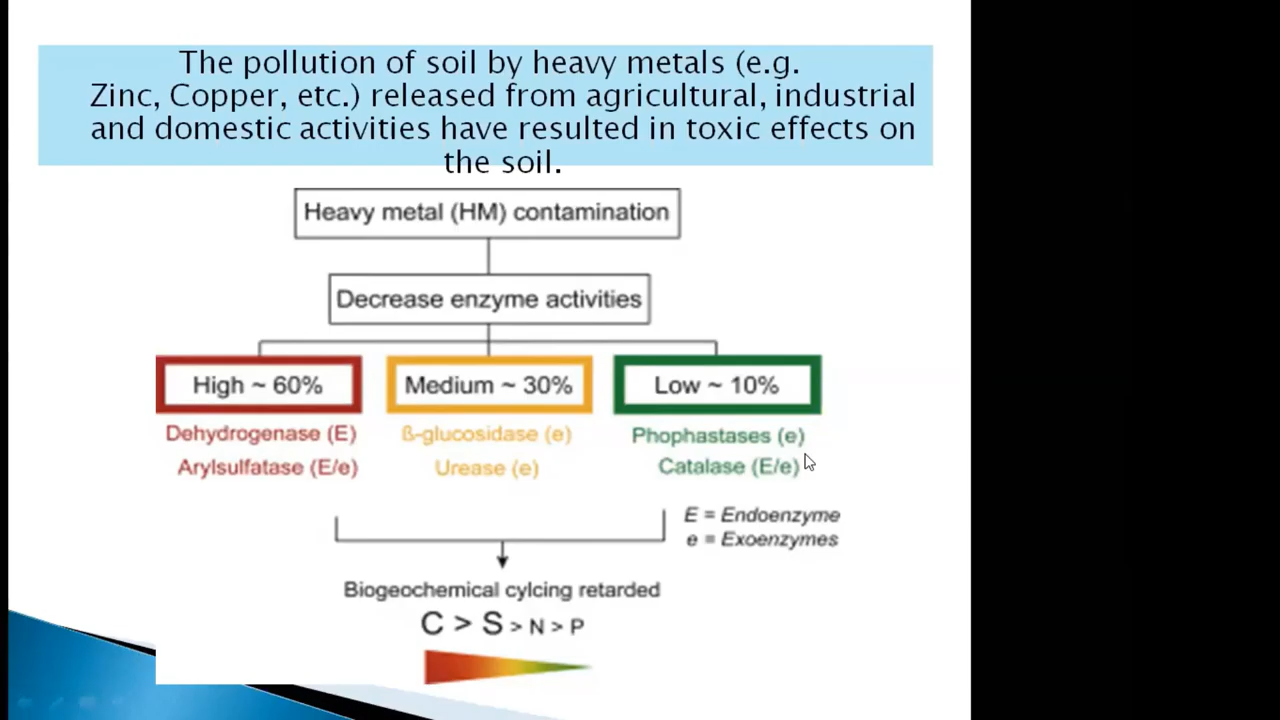 The pollution of soil by heavy metals (e.g.
Zinc, Copper, etc.) released from agricultural, industrial
and domestic activities have resulted in toxic effects on
the soil.
Heavy metal (HM) contamination
Decrease enzyme activities
High ~ 60%
Medium ~ 30%
Low ~ 10%
Dehydrogenase (E)
ß-glucosidase (e)
Phophastases (e)
Arylsulfatase (E/e)
Urease (e)
Catalase (E/e)
E = Endoenzyme
e = Exoenzymes
Biogeochemical cylcing retarded
C > S > N > P